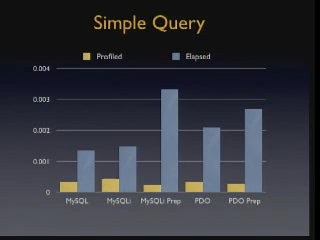 Simple Query
Profiled Elapsed
0.004
0.003
0.002
0.001
0
MySQL MySQLi MySQLi Prep PDO PDO Prep